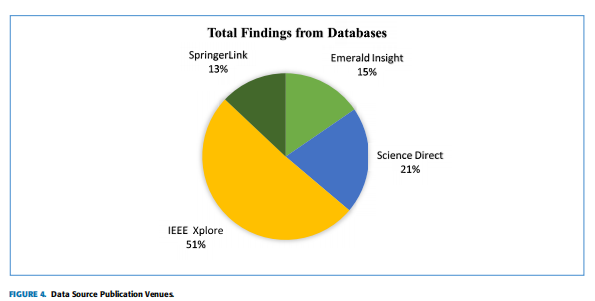 Total Findings from Databases
SpringerLink
13%
Emerald Insight
15%
Science Direct
21%
IEEE Xplore
51%
FIGURE 4. Data Source Publication Venues.